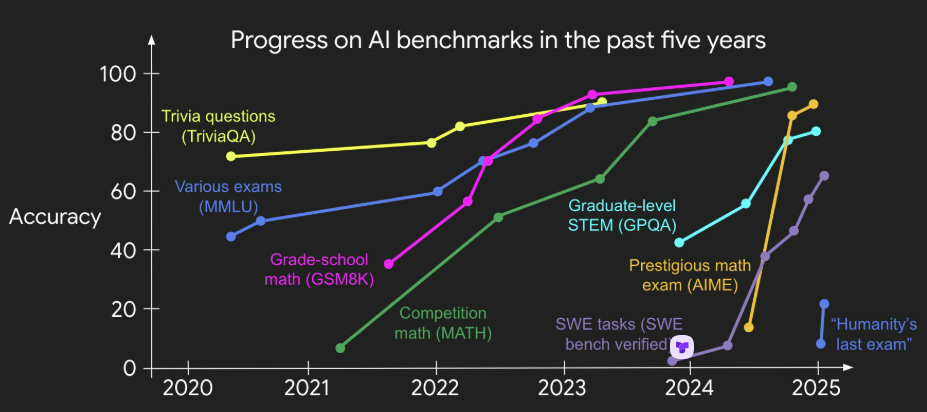 Progress on AI benchmarks in the past five years
100
80
60
40
20
0
Accuracy
Trivia questions
(TriviaQA)
Various exams
(MMLU)
Grade-school
math (GSM8K)
Competition
math (MATH)
Graduate-level
STEM (GPQA)
Prestigious math
exam (AIME)
SWE tasks (SWE
bench verified
"Humanity's
last exam"
2020
2021
2022
2023
2024
2025